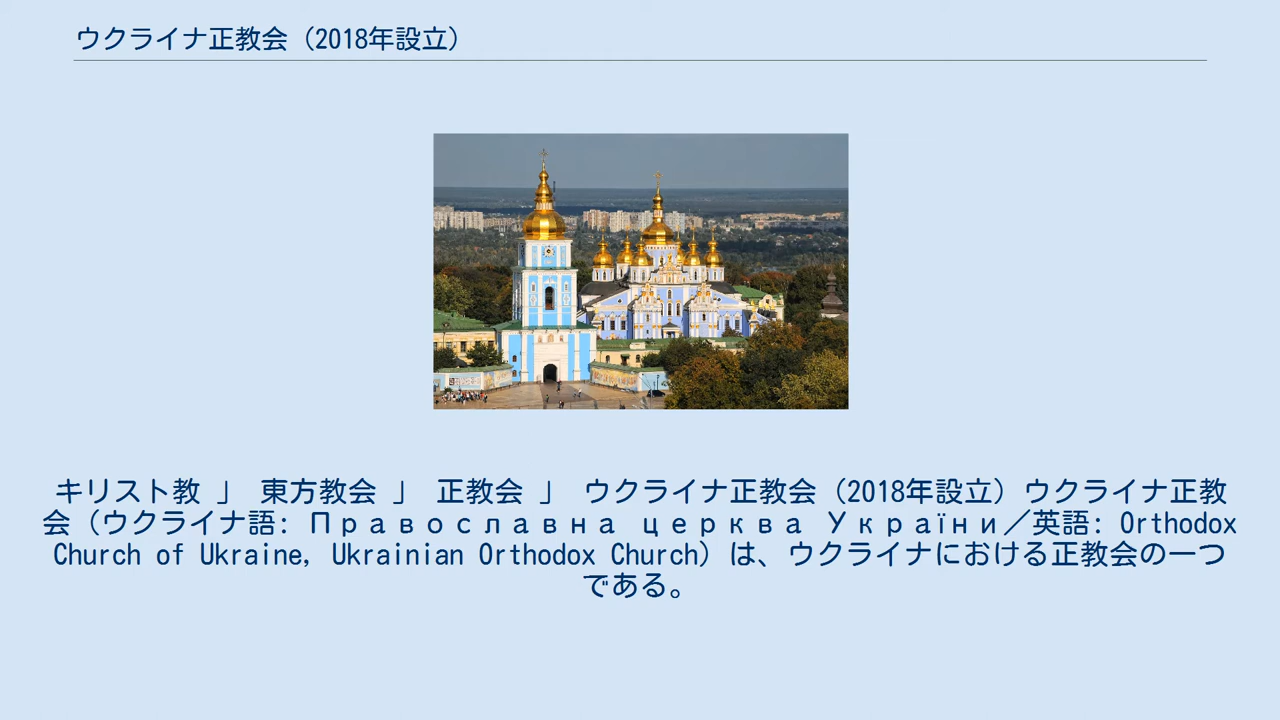 ウクライナ正教会（2018年設立）
キリスト教 」 東方教会 」 正教会 」 ウクライナ正教会（2018年設立）ウクライナ正教
会（ウクライナ語: Православна церква України／英語: Orthodox
Church of Ukraine, Ukrainian Orthodox Church）は、ウクライナにおける正教会の一つ
である。